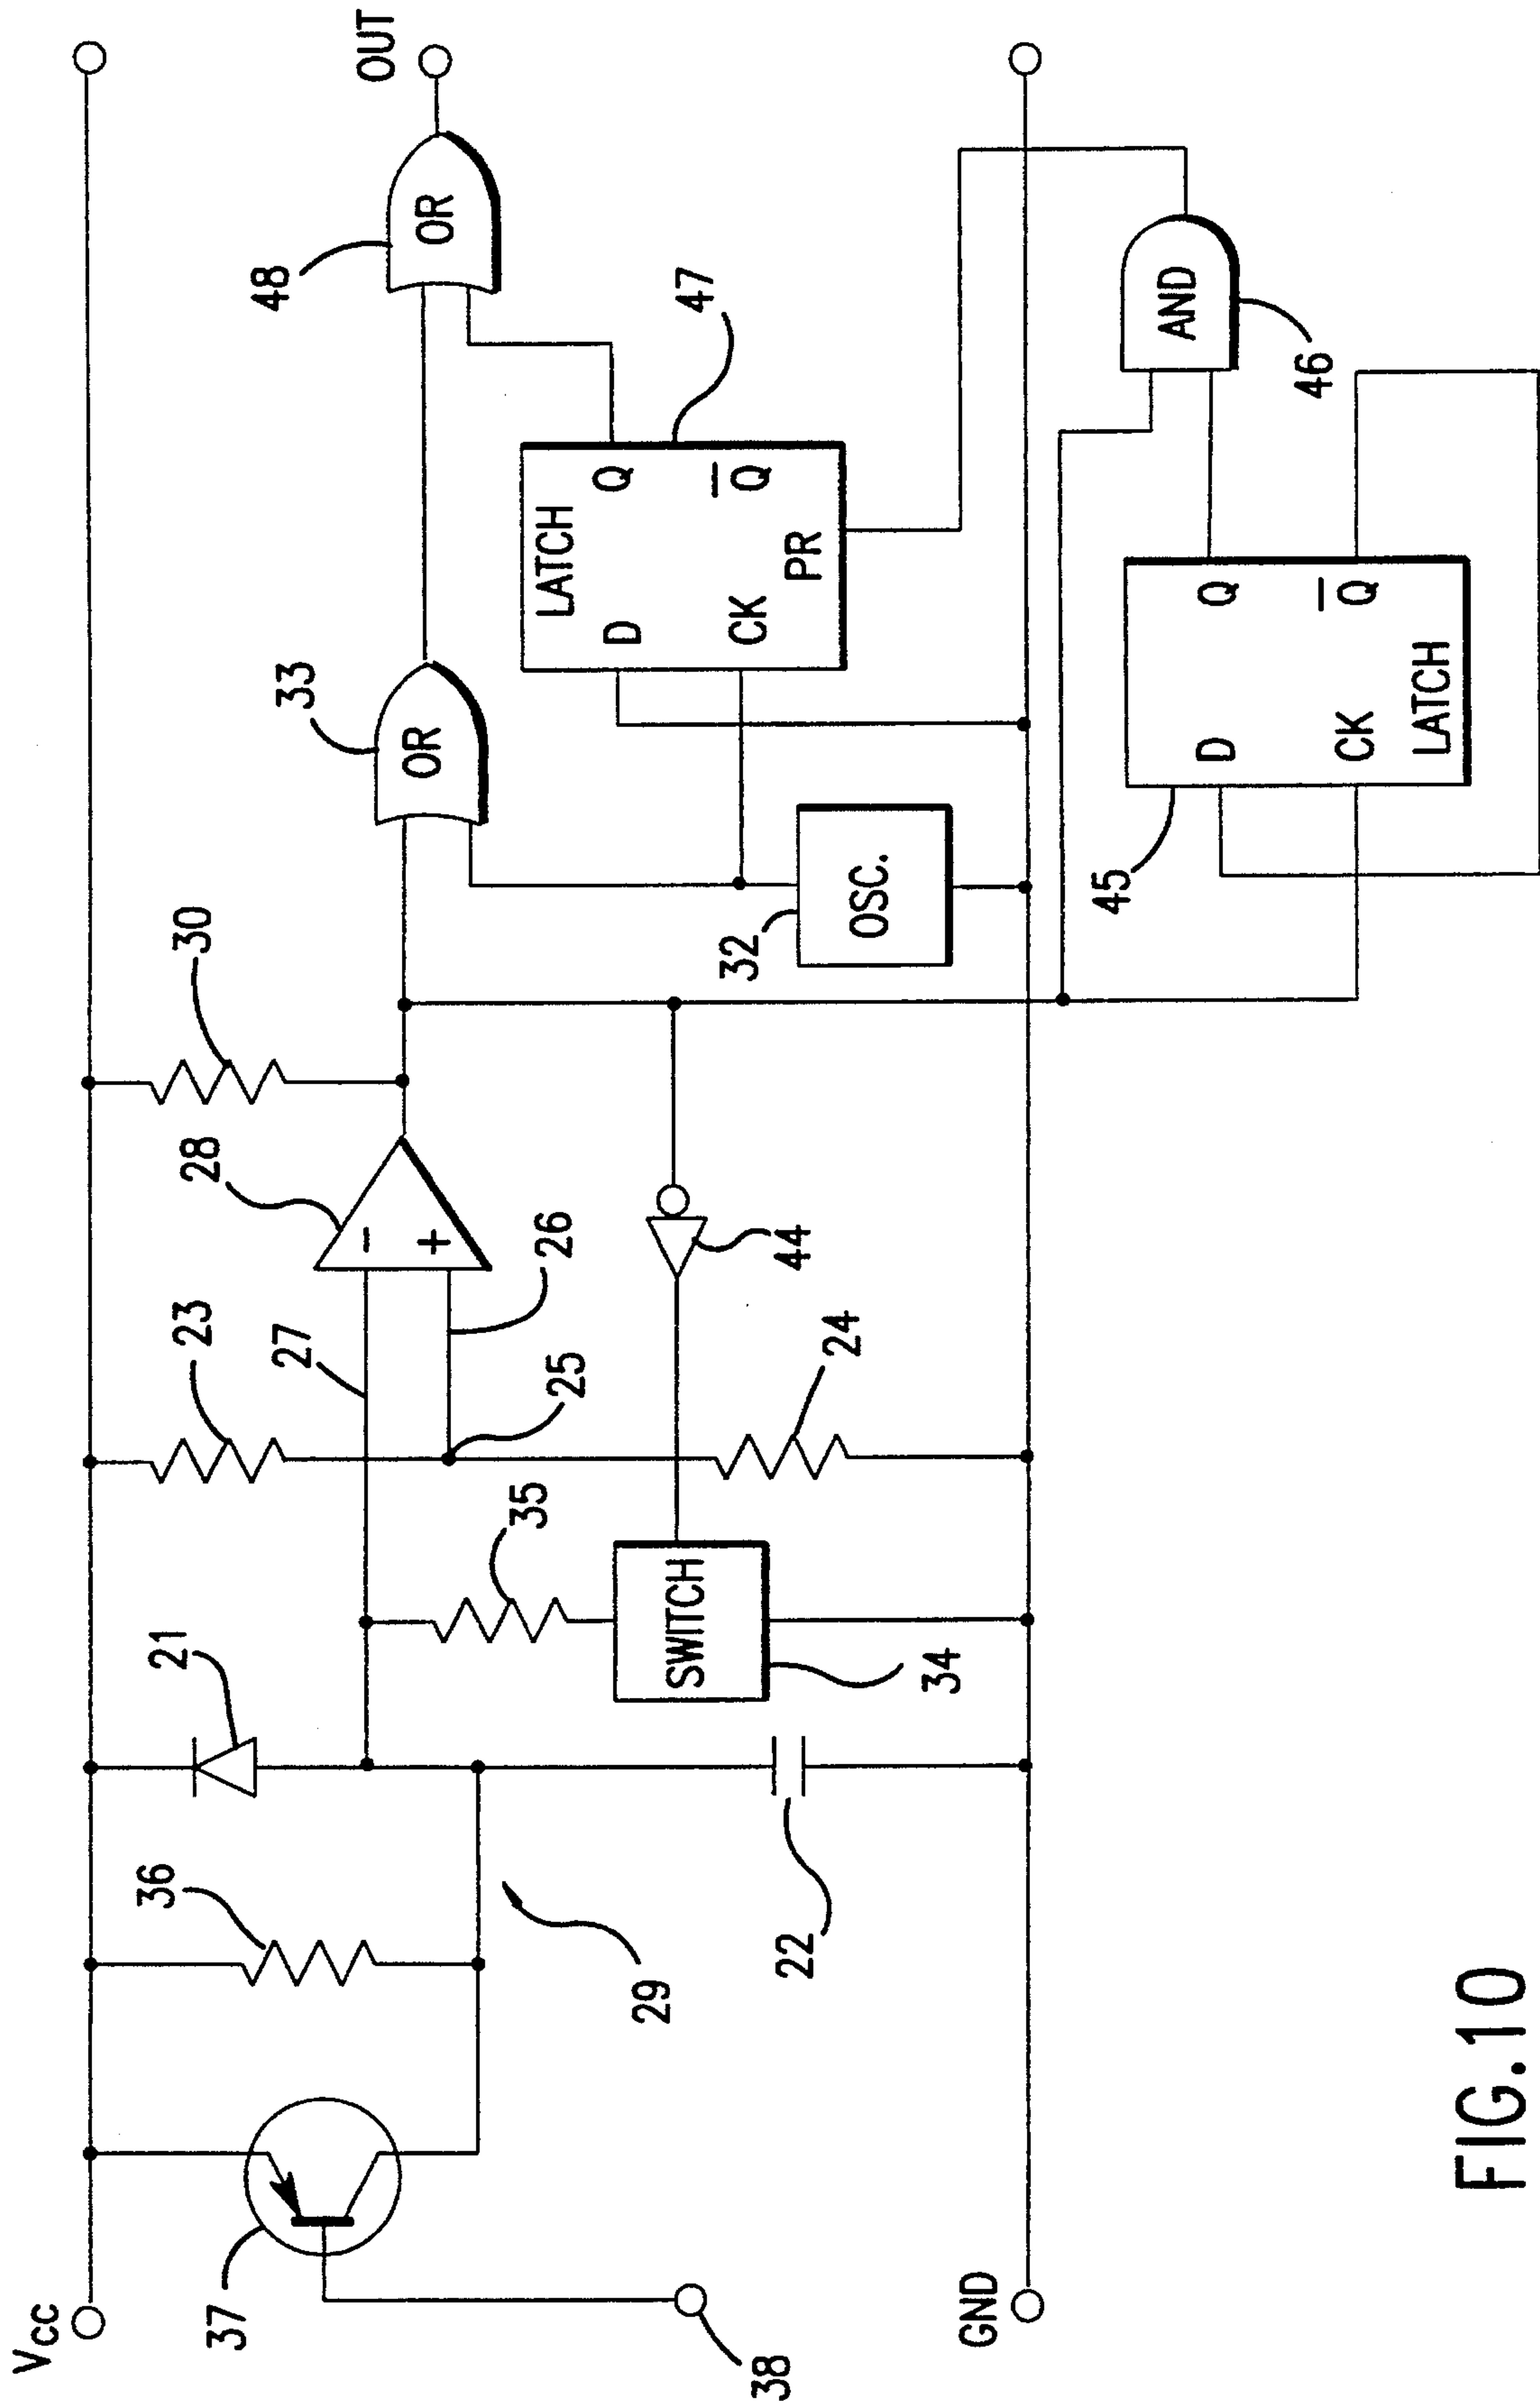 V_CC
37
38
36
29
21
22
GND
SWITCH
34
35
23
27
25
26
24
28
−
+
44
30
33
OR
32
OSC.
LATCH
D
Q
Q̅
CK
PR
47
48
OR
OUT
45
D
Q
CK
Q̅
LATCH
AND
46
FIG.10